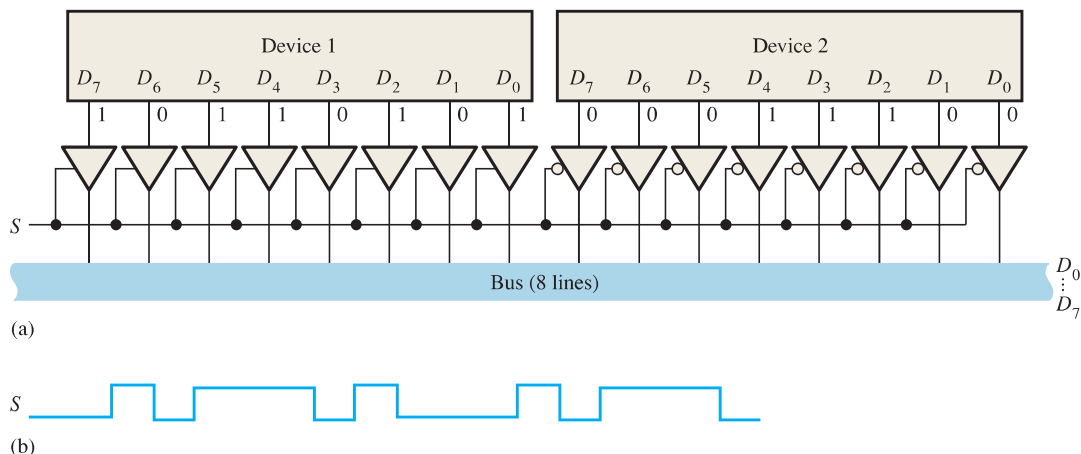 Device 1 Device 2
D7 D6 D5 D4 D3 D2 D1 D0 D7 D6 D5 D4 D3 D2 D1 D0
1 0 1 1 0 1 0 1 0 0 0 1 1 1 0 0
S
Bus (8 lines)
D0
⋮
D7
(a)
S
(b)